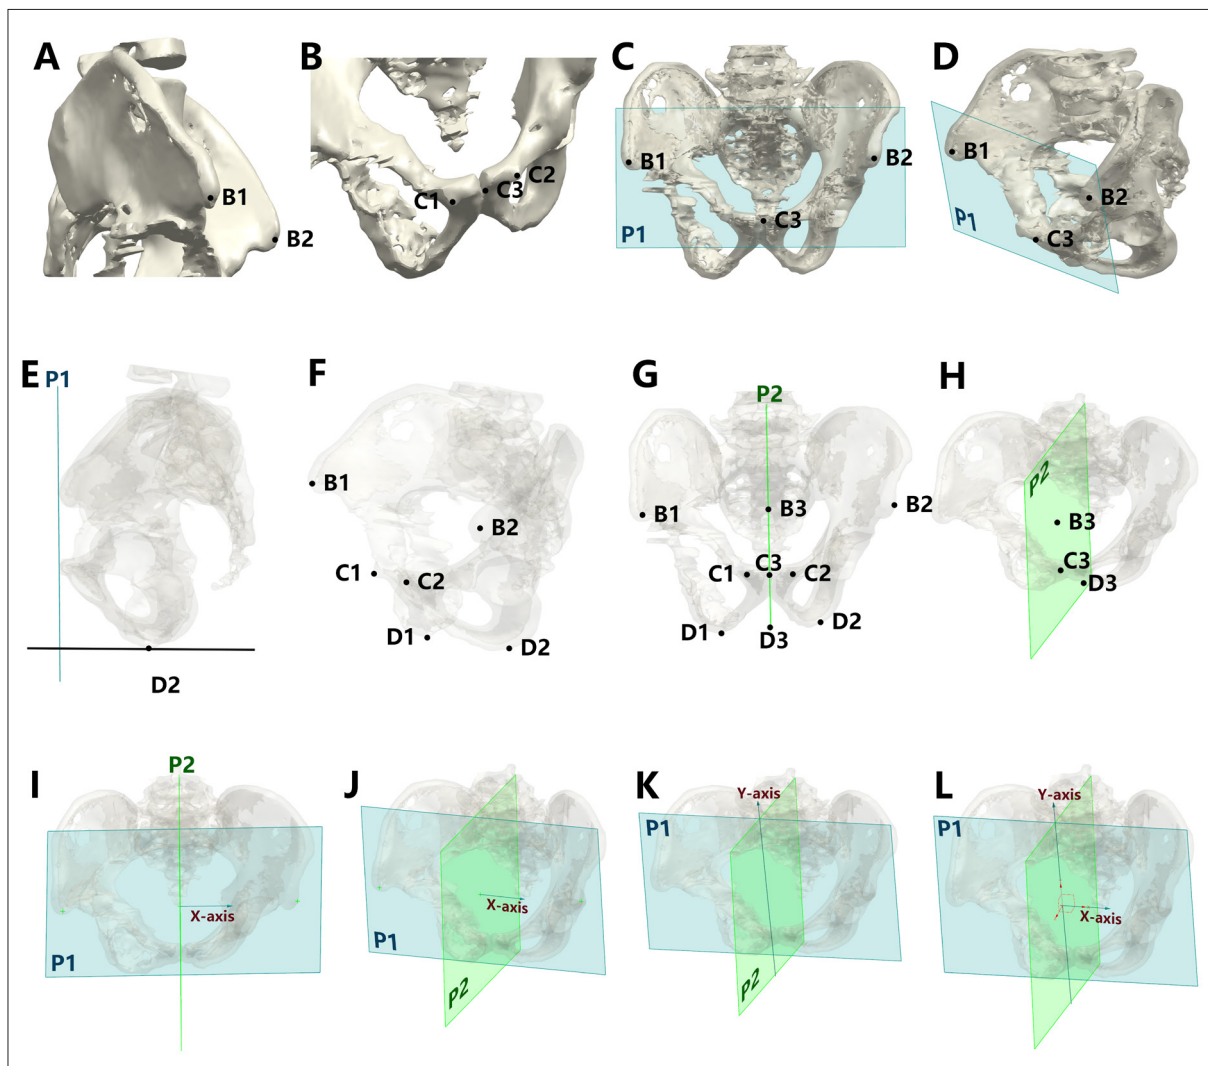 A
B1
B2
B
C1
C3
C2
C
B1
B2
C3
P1
D
B1
B2
C3
P1
E
P1
D2
F
B1
B2
C1
C2
D1
D2
G
P2
B1
B3
B2
C1
C3
C2
D1
D3
D2
H
P2
B3
C3
D3
I
P2
X-axis
P1
J
X-axis
P1
P2
K
Y-axis
P1
P2
L
Y-axis
P1
X-axis